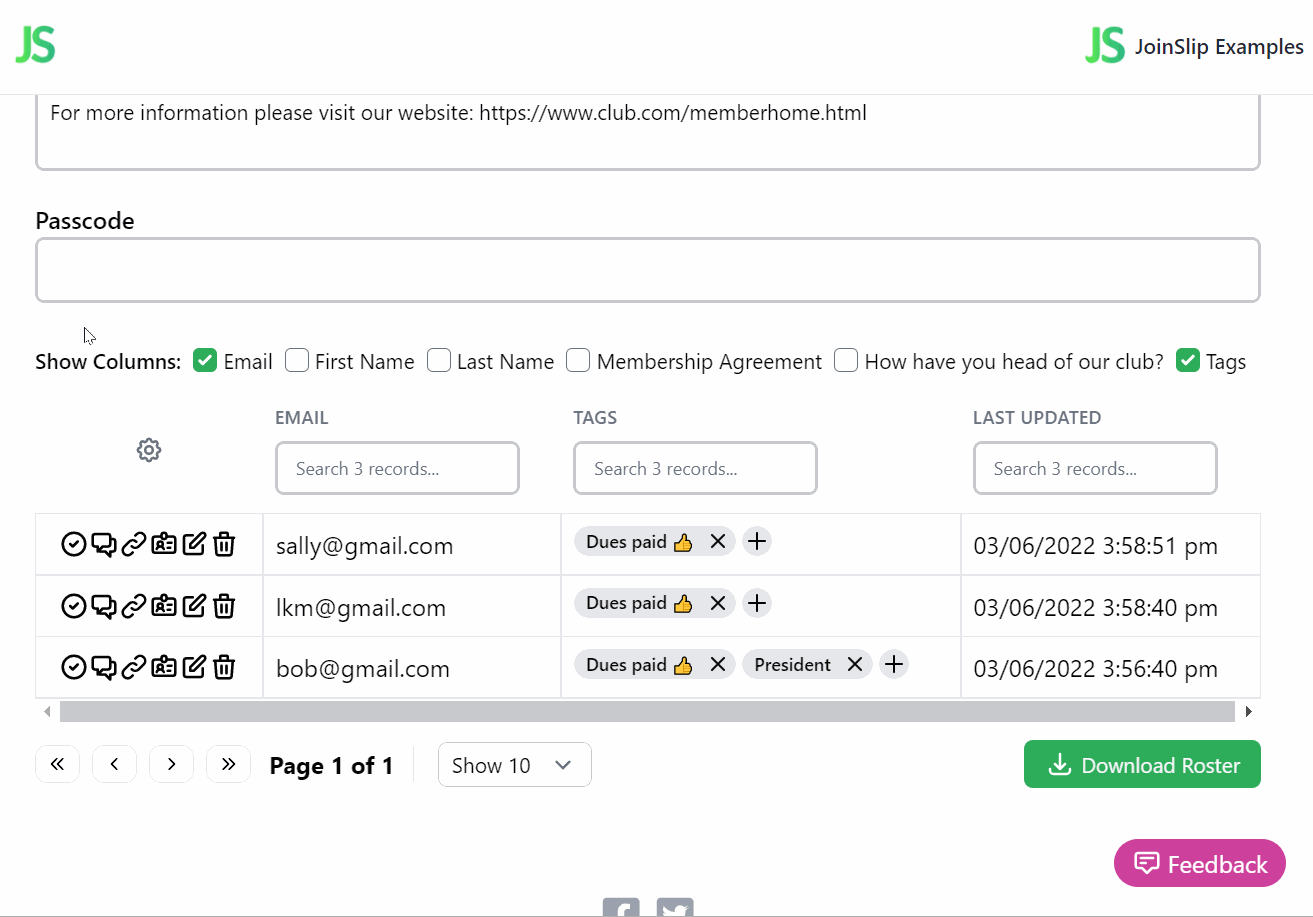 JS
JS JoinSlip Examples
For more information please visit our website: https://www.club.com/memberhome.html
Passcode
Show Columns: Email First Name Last Name Membership Agreement How have you head of our club? Tags
EMAIL TAGS LAST UPDATED
Search 3 records... Search 3 records... Search 3 records...
sally@gmail.com Dues paid 👍 03/06/2022 3:58:51 pm
lkm@gmail.com Dues paid 👍 03/06/2022 3:58:40 pm
bob@gmail.com Dues paid 👍 President 03/06/2022 3:56:40 pm
Page 1 of 1 Show 10 Download Roster
Feedback